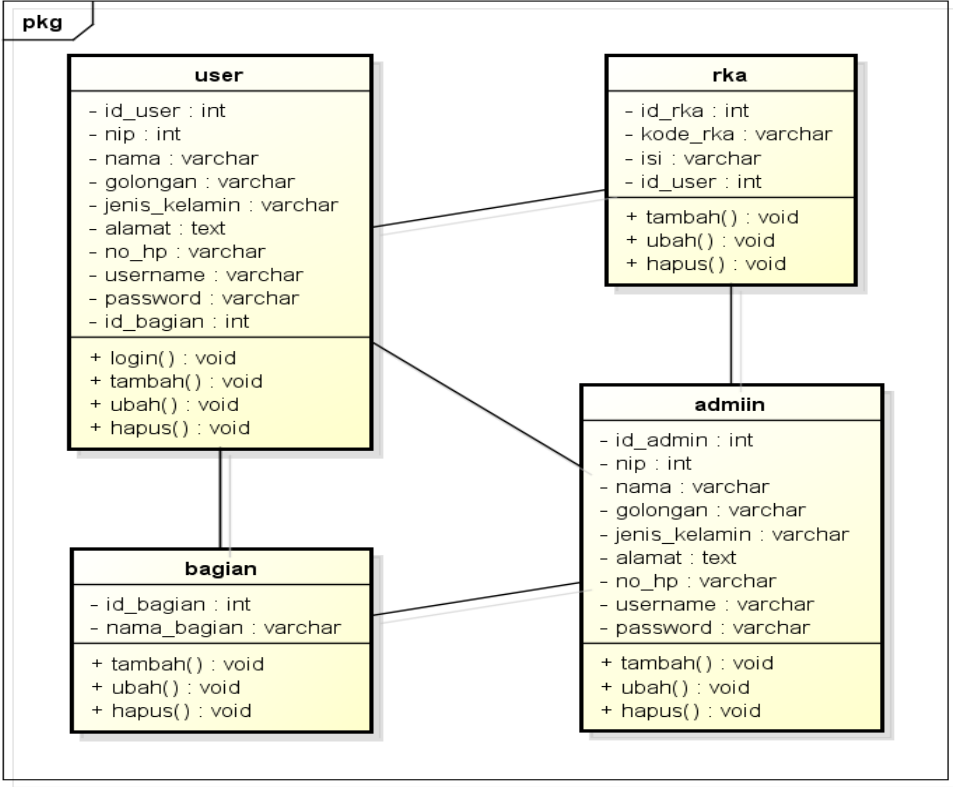 pkg
user
- id_user : int
- nip : int
- nama : varchar
- golongan : varchar
- jenis_kelamin : varchar
- alamat : text
- no_hp : varchar
- username : varchar
- password : varchar
- id_bagian : int
+ login() : void
+ tambah() : void
+ ubah() : void
+ hapus() : void
rka
- id_rka : int
- kode_rka : varchar
- isi : varchar
- id_user : int
+ tambah() : void
+ ubah() : void
+ hapus() : void
bagian
- id_bagian : int
- nama_bagian : varchar
+ tambah() : void
+ ubah() : void
+ hapus() : void
admiin
- id_admin : int
- nip : int
- nama : varchar
- golongan : varchar
- jenis_kelamin : varchar
- alamat : text
- no_hp : varchar
- username : varchar
- password : varchar
+ tambah() : void
+ ubah() : void
+ hapus() : void